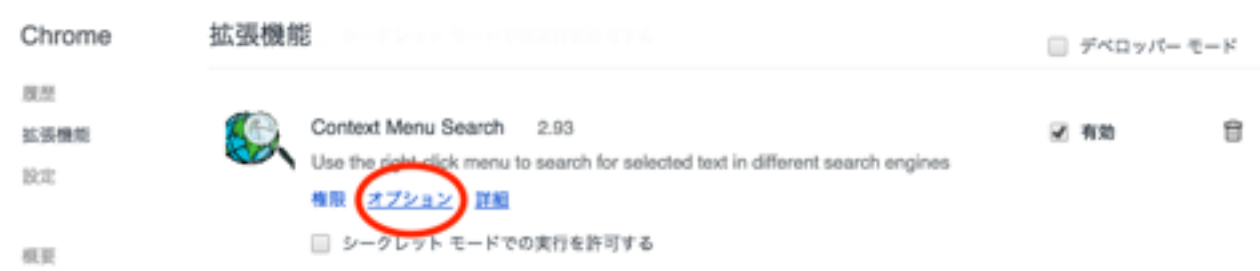 Chrome
拡張機能
デベロッパー モード
履歴
拡張機能
設定
概要
Context Menu Search 2.93
有効
Use the right-click menu to search for selected text in different search engines
権限 オプション 詳細
シークレット モードでの実行を許可する